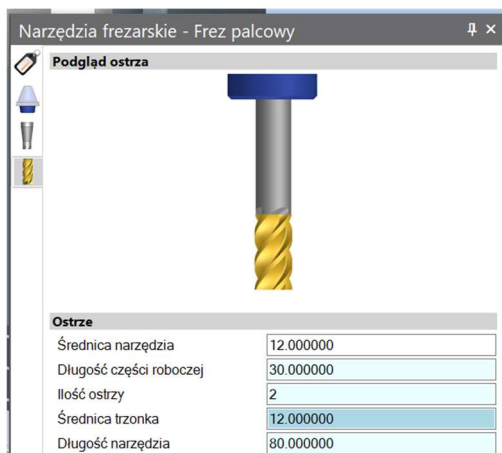 Narzędzia frezarskie - Frez palcowy
Podgląd ostrza
Ostrze
Średnica narzędzia 12.000000
Długość części roboczej 30.000000
Ilość ostrzy 2
Średnica trzonka 12.000000
Długość narzędzia 80.000000